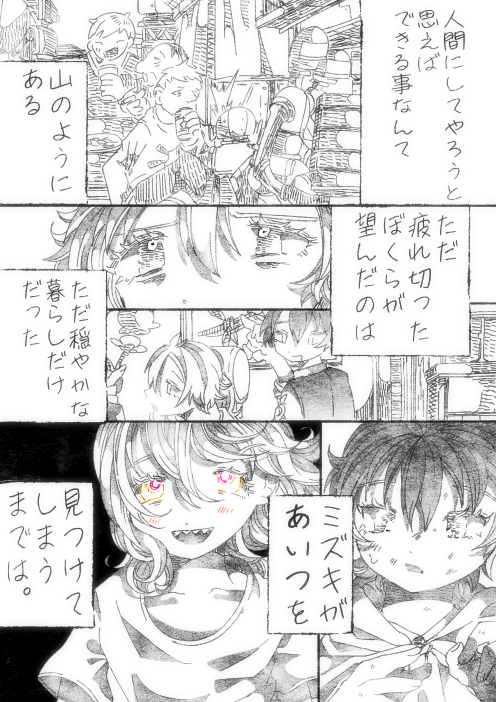 人間にしてやろうと
思えば
できる事なんて
山のように
ある
ただ
疲れ切った
ぼくらが
望んだのは
ただ穏やかな
暮らしだけ
だった
ミズキが
あいつを
見つけて
しまう
までは。